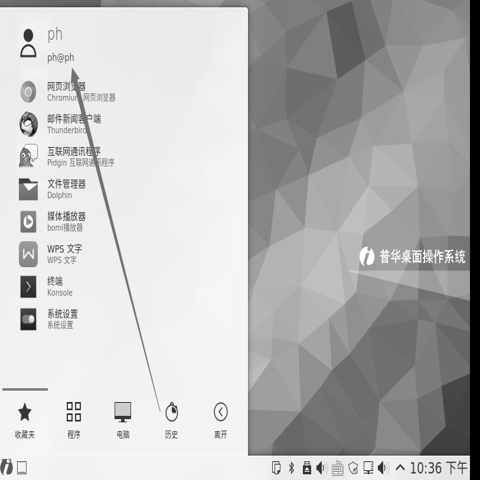 ph
ph@ph
网页浏览器
Chromium 网页浏览器
邮件新闻客户端
Thunderbird
互联网通讯程序
Pidgin 互联网通讯程序
文件管理器
Dolphin
媒体播放器
bomi播放器
WPS 文字
WPS 文字
终端
Konsole
系统设置
系统设置
普华桌面操作系统
收藏夹
程序
电脑
历史
离开
10:36 下午